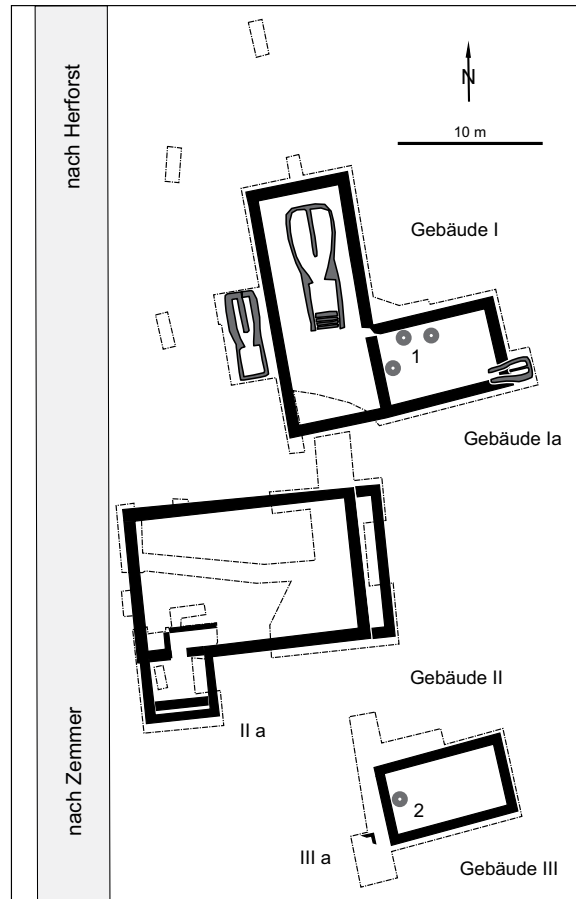 nach Herforst
N
10 m
Gebäude I
1
Gebäude Ia
Gebäude II
II a
nach Zemmer
2
III a
Gebäude III